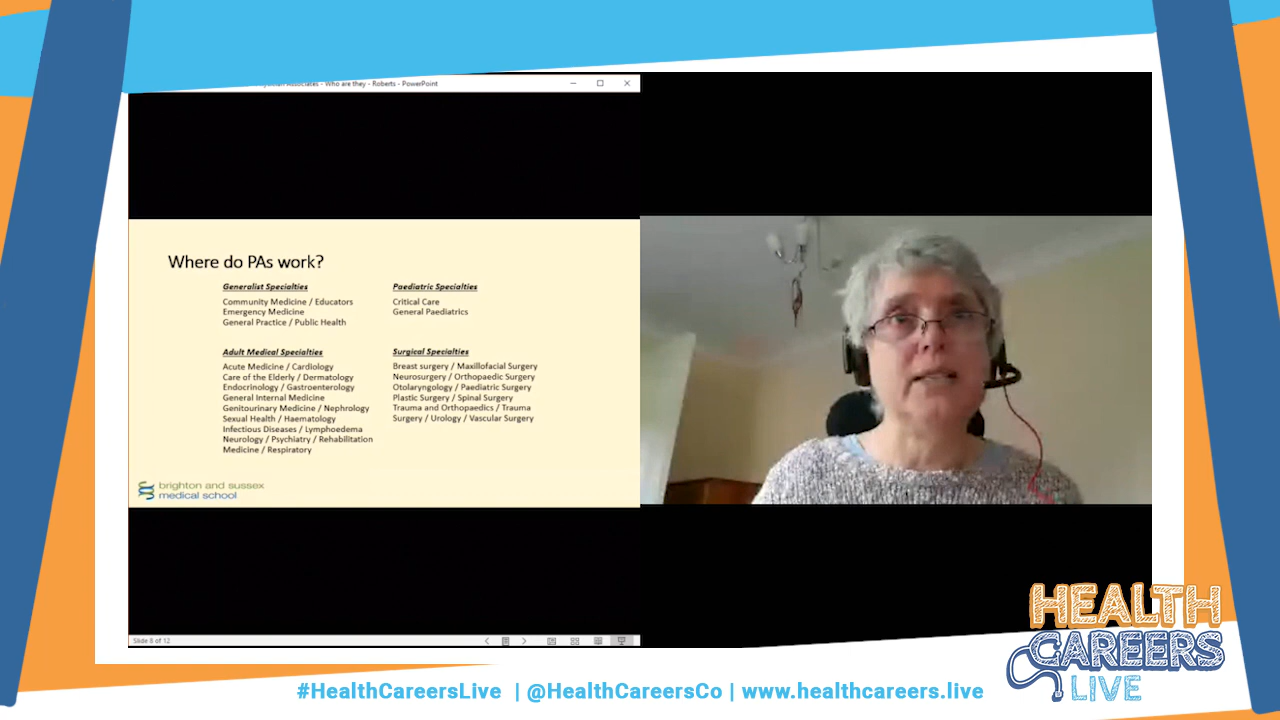 Associates - Who are they - Roberts - PowerPoint
Where do PAs work?
Generalist Specialties
Community Medicine / Educators
Emergency Medicine
General Practice / Public Health
Paediatric Specialties
Critical Care
General Paediatrics
Adult Medical Specialties
Acute Medicine / Cardiology
Care of the Elderly / Dermatology
Endocrinology / Gastroenterology
General Internal Medicine
Genitourinary Medicine / Nephrology
Sexual Health / Haematology
Infectious Diseases / Lymphoedema
Neurology / Psychiatry / Rehabilitation
Medicine / Respiratory
Surgical Specialties
Breast surgery / Maxillofacial Surgery
Neurosurgery / Orthopaedic Surgery
Otolaryngology / Paediatric Surgery
Plastic Surgery / Spinal Surgery
Trauma and Orthopaedics / Trauma
Surgery / Urology / Vascular Surgery
brighton and sussex
medical school
Slide 8 of 12
HEALTH
CAREERS
LIVE
#HealthCareersLive | @HealthCareersCo | www.healthcareers.live